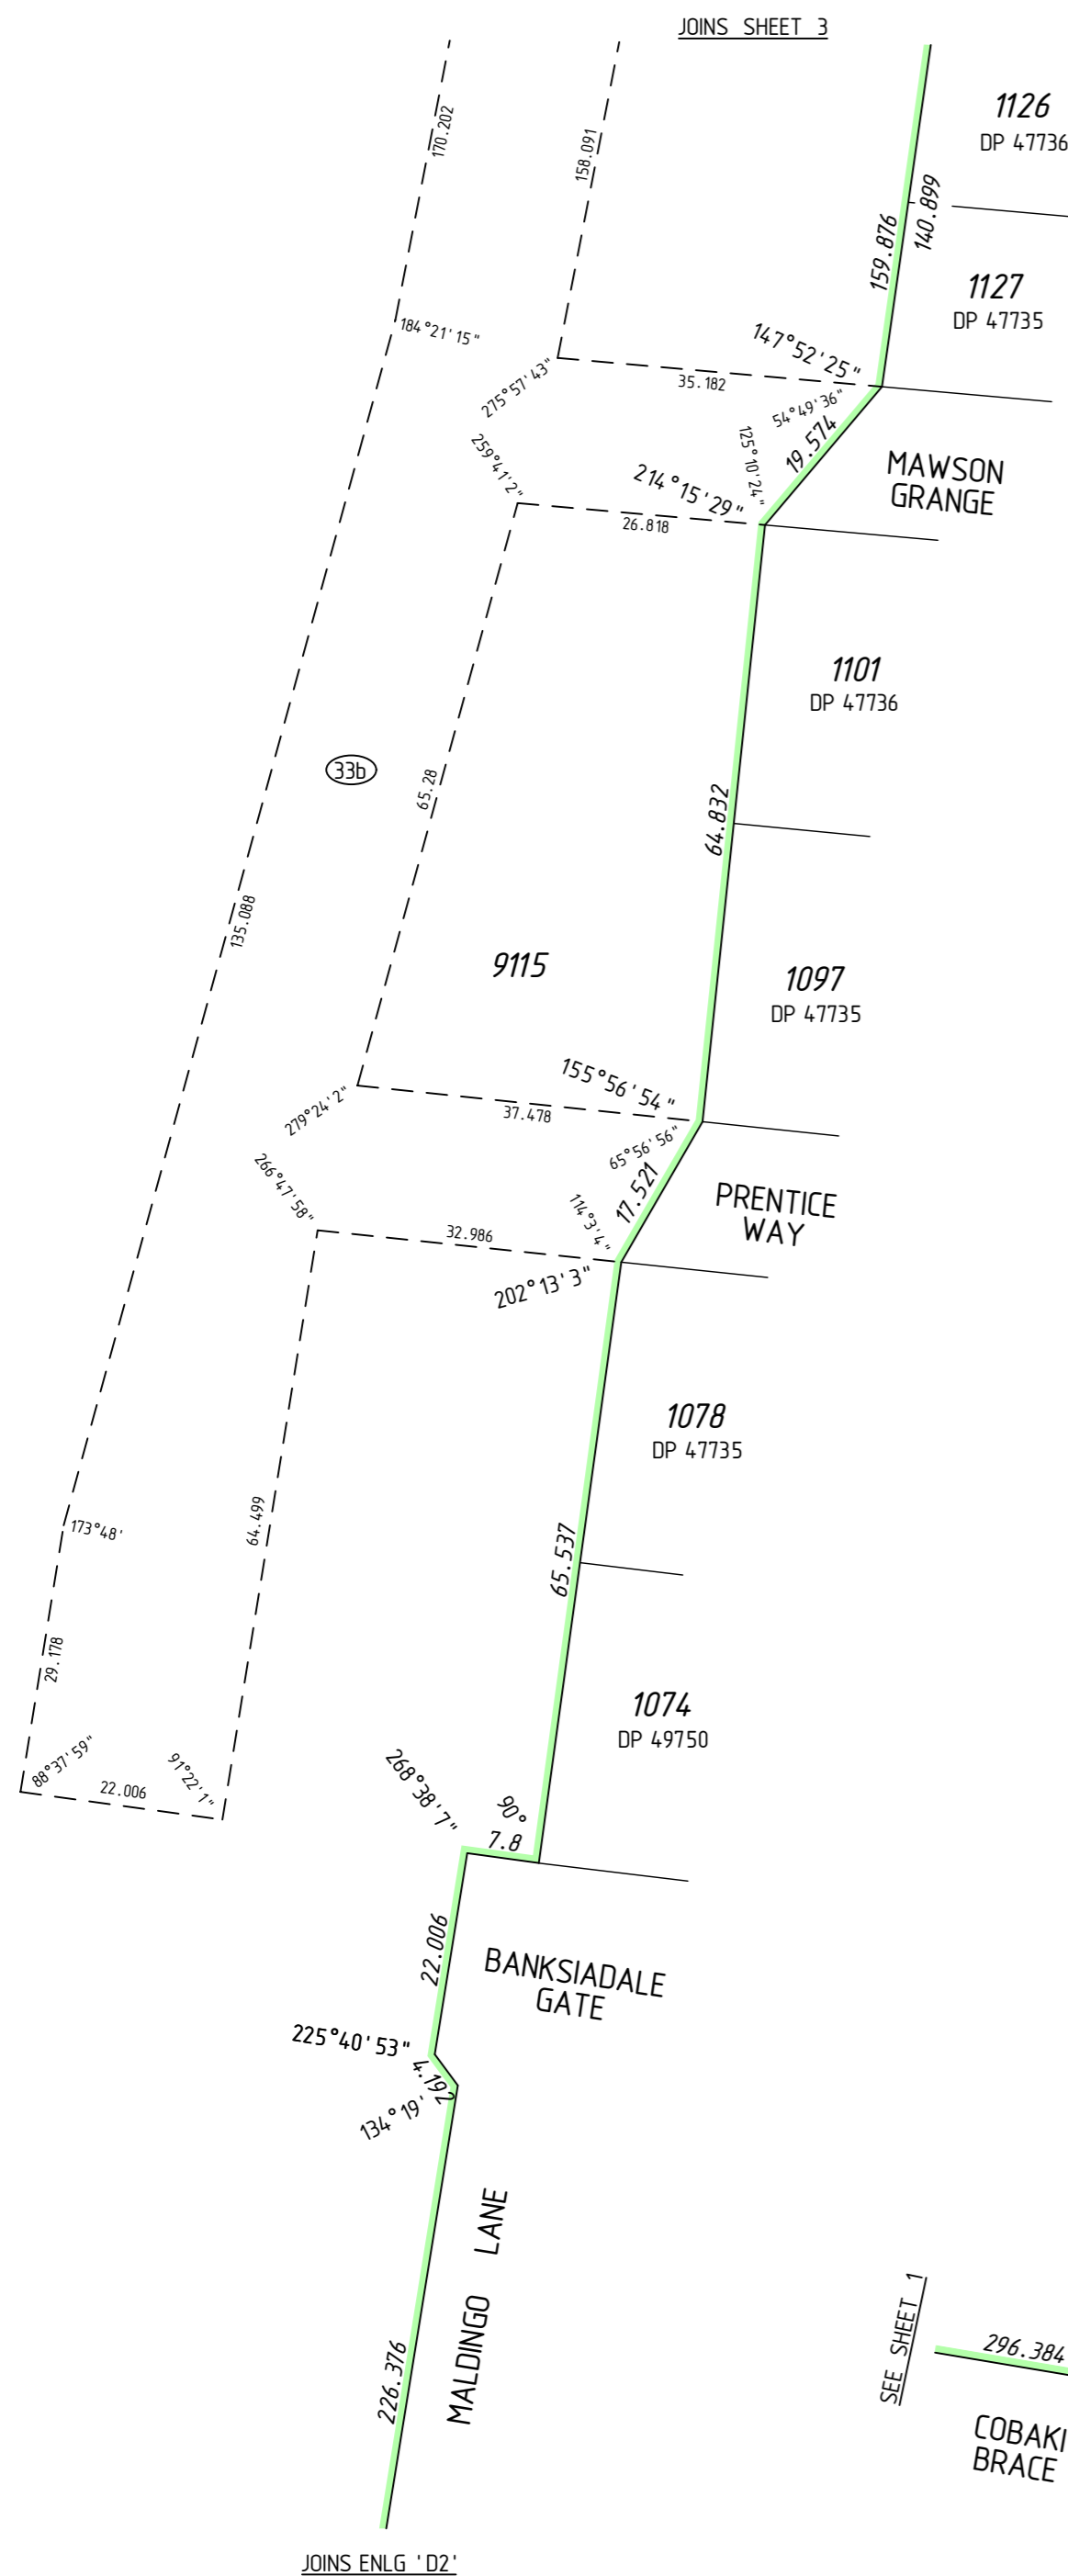 JOINS SHEET 3
1126
DP 47736
170.202
158.091
140.899
159.876
1127
DP 47735
184°21'15"
147°52'25"
275°57'43"
35.182
54°49'36"
19.574
125°10'24"
259°41'2"
214°15'29"
26.818
MAWSON
GRANGE
1101
DP 47736
33b
65.28
64.832
135.088
9115
1097
DP 47735
155°56'54"
279°24'2"
37.478
65°56'56"
17.521
114°3'4"
266°47'58"
32.986
202°13'3"
PRENTICE
WAY
1078
DP 47735
173°48'
64.499
65.537
29.178
1074
DP 49750
88°37'59"
22.006
91°22'1"
268°38'7"
90°
7.8
22.006
BANKSIADALE
GATE
225°40'53"
4.192
134°19'
MALDINGO LANE
226.376
SEE SHEET 1
296.384
COBAKI
BRACE
JOINS ENLG 'D2'